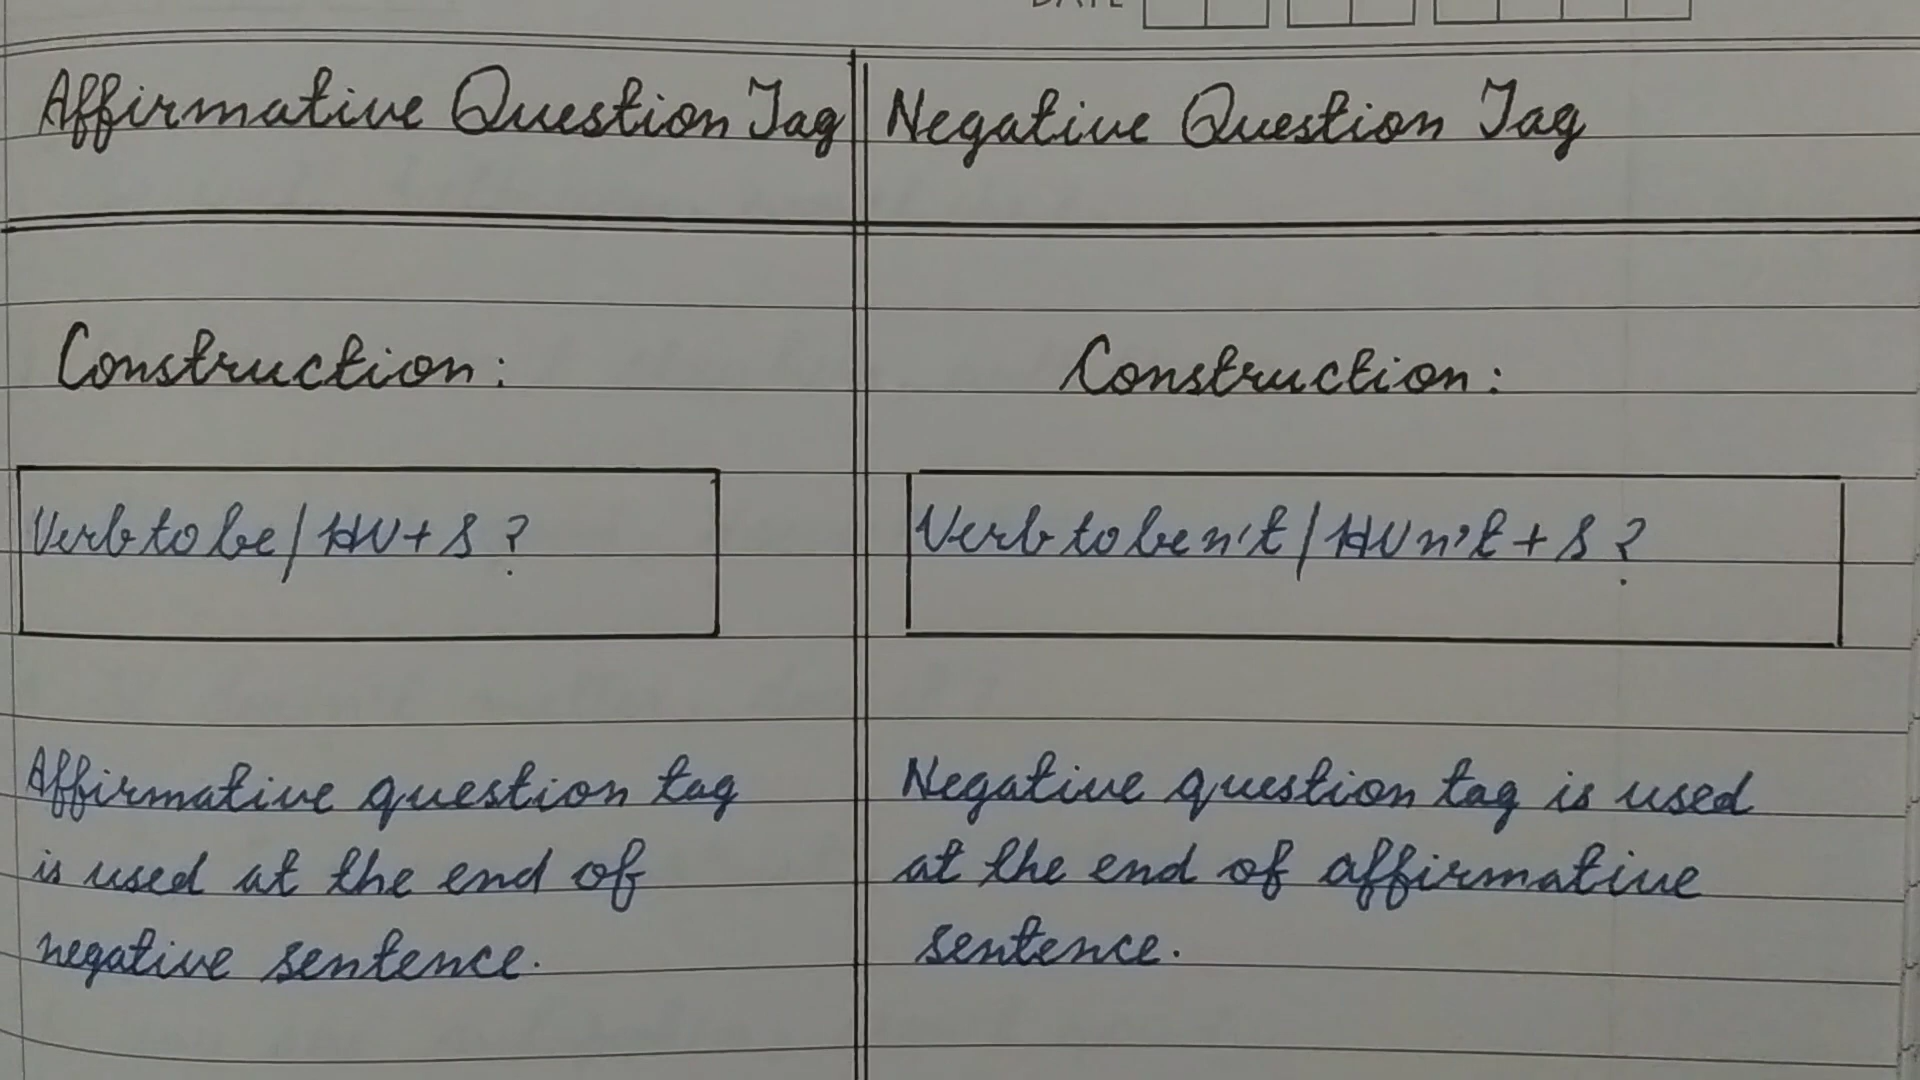 DATE
Affirmative Question Tag
Negative Question Tag
Construction:
Construction:
Verb to be / HV + S ?
Verb to be n't / HV n't + S ?
Affirmative question tag
is used at the end of
negative sentence.
Negative question tag is used
at the end of affirmative
sentence.